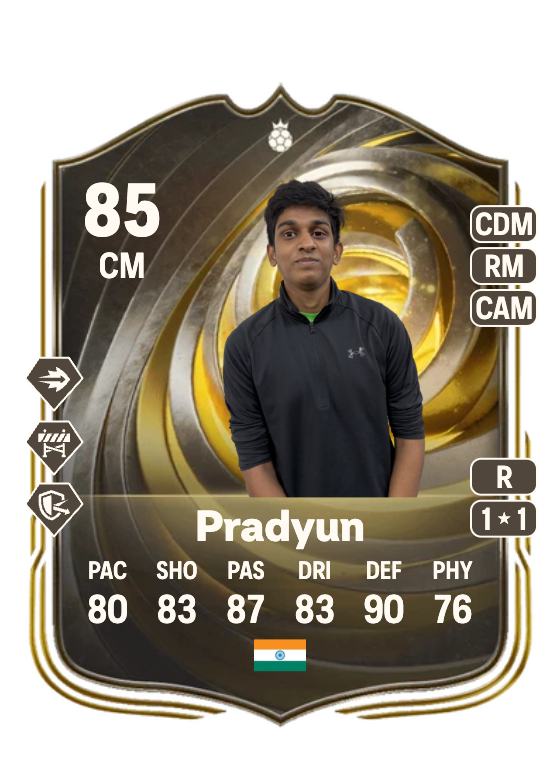 85
CM
CDM
RM
CAM
R
1★1
Pradyun
PAC SHO PAS DRI DEF PHY
80 83 87 83 90 76